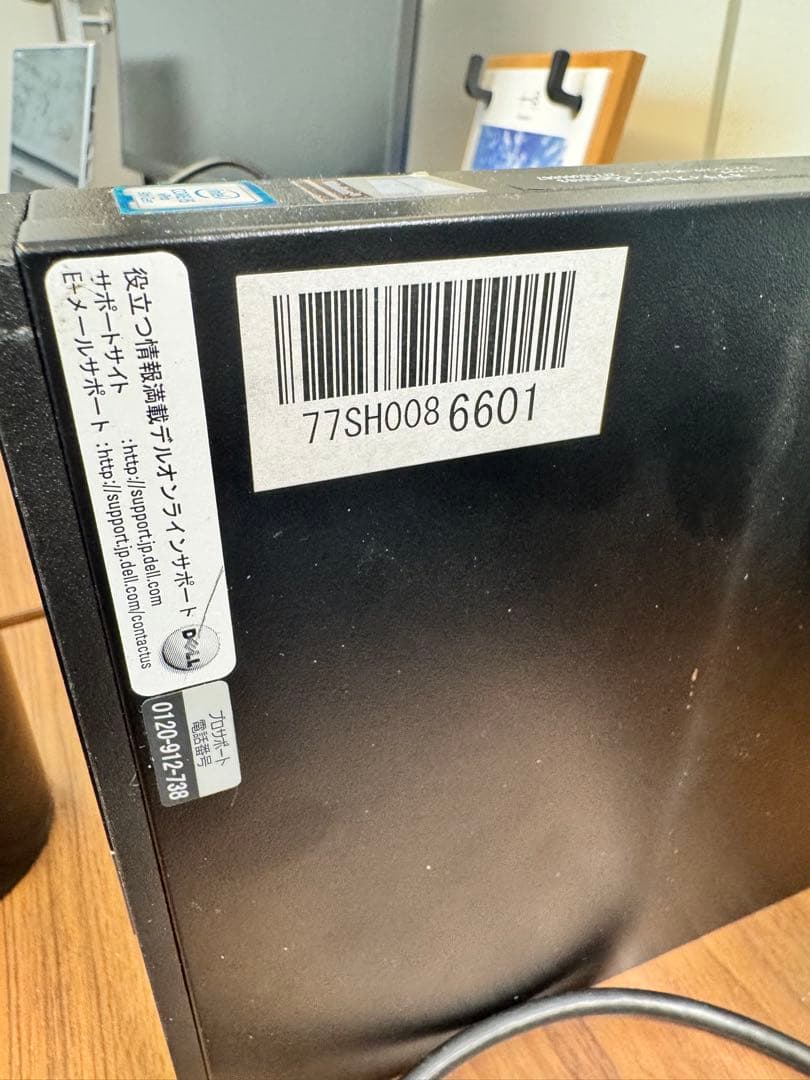 77SH008 6601
役立つ情報満載デルオンラインサポート
サポートサイト :http://support.jp.dell.com
E+メールサポート :http://support.jp.dell.com/contactus
DELL
プロサポート
電話番号
0120-912-738
intel
CORE i5